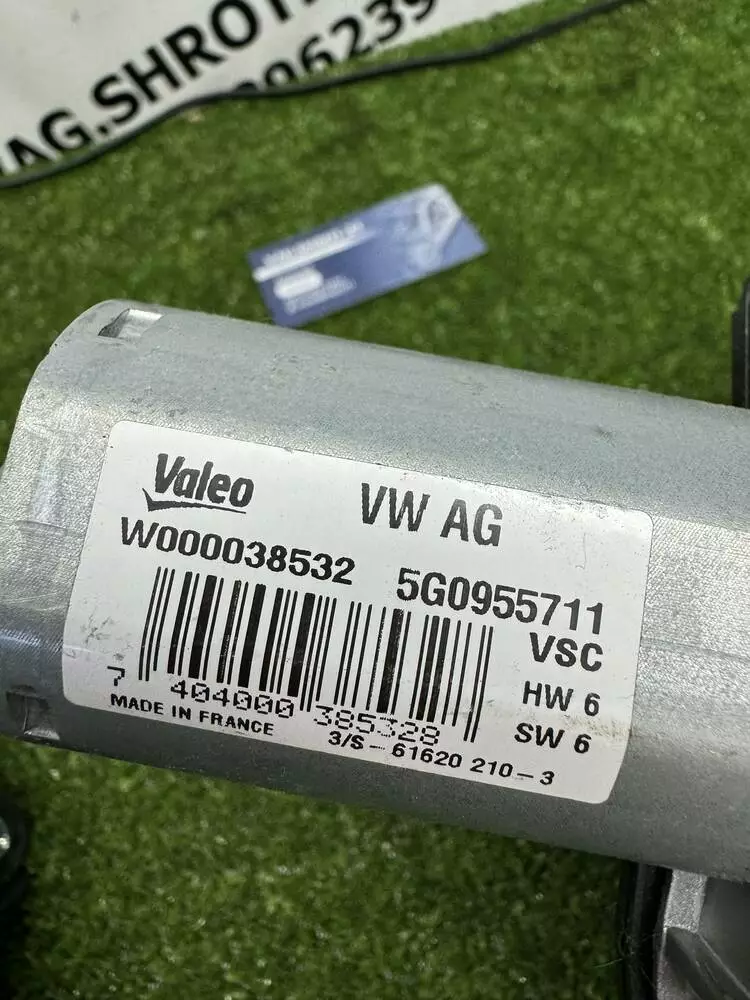 AG.SHROT
96239
Valeo
VW AG
W000038532
5G0955711
VSC
HW 6
SW 6
7 404000 385328
MADE IN FRANCE
3/S - 61620 210-3